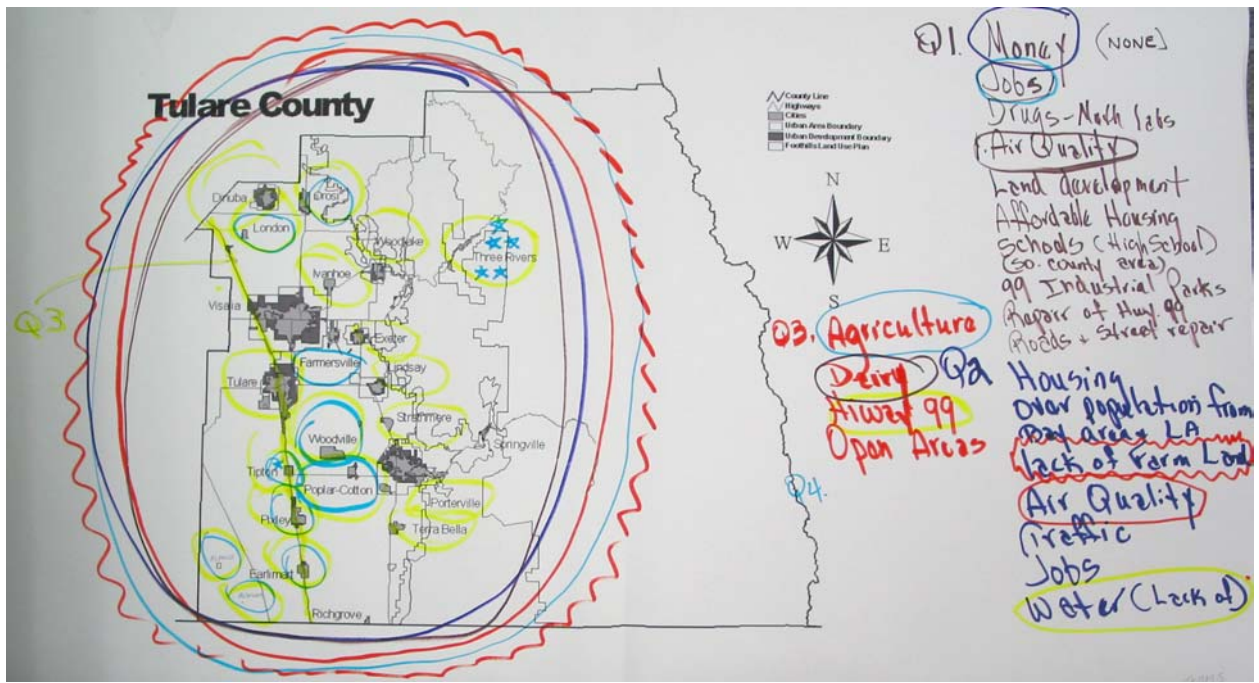 Tulare County
County Line
Highways
Cities
Urban Area Boundary
Urban Development Boundary
Foothills Land Use Plan
N
W
E
S
Dinuba
Orosi
London
Woodlake
Three Rivers
Ivanhoe
Visalia
Exeter
Farmersville
Lindsay
Tulare
Strathmore
Woodville
Springville
Tipton
Poplar-Cotton
Porterville
Pixley
Terra Bella
Earlimart
Richgrove
Q3
Q1. Money (NONE)
Jobs
Drugs-Meth labs
Air Quality
Land development
Affordable Housing
Schools (High School)
(So. county area)
99 Industrial Parks
Repair of Hwy. 99
Roads + Street repair
Q3. Agriculture
Dairy
Hiway 99
Open Areas
Q4.
Q2 Housing
over population from
Bay area + LA
lack of Farm Land
Air Quality
Traffic
Jobs
Water (Lack of)